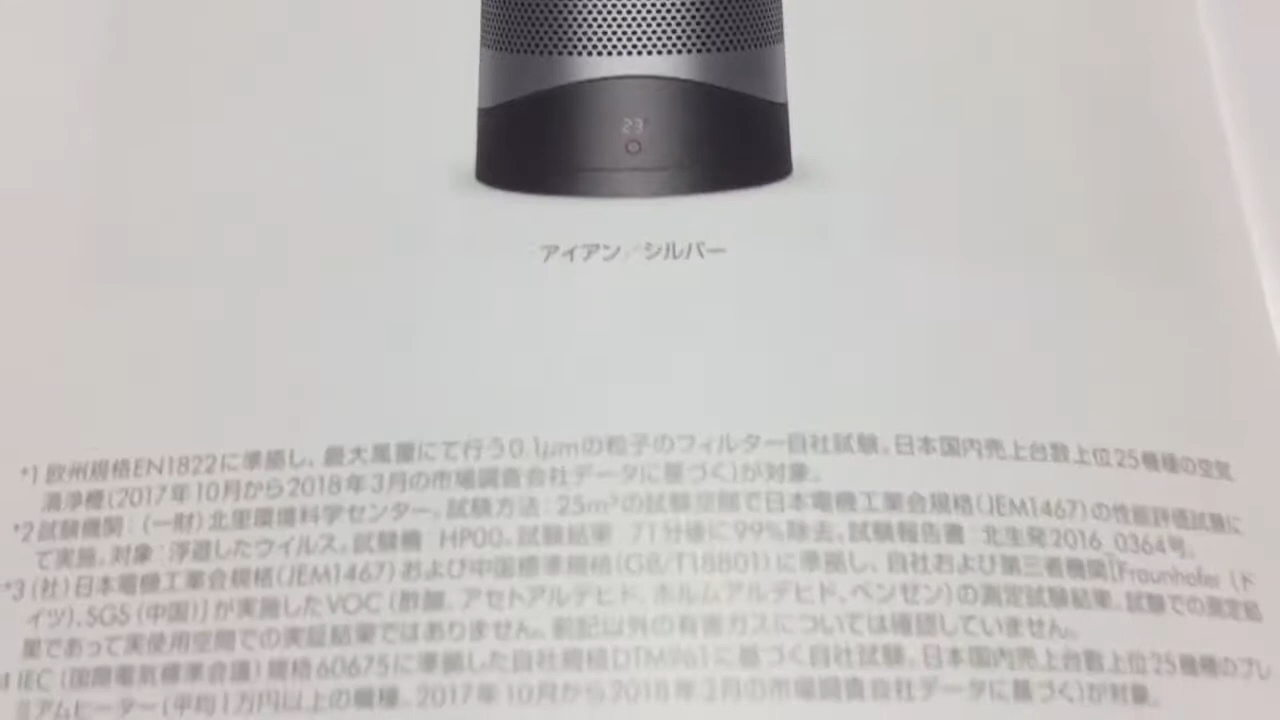 23
アイアン／シルバー
*1 欧州規格EN1822に準拠し、最大風量にて行う0.1μmの粒子のフィルター自社試験。日本国内売上台数上位25機種の空気
清浄機(2017年10月から2018年3月の市場調査会社データに基づく)が対象。
*2 試験機関：(一財)北里環境科学センター、試験方法：25m³の試験空間で日本電機工業会規格(JEM1467)の性能評価試験に
て実施。対象：浮遊したウイルス。試験機 HP00。試験結果 71分後に99%除去。試験報告書 北生発2016_0364号。
*3 (社)日本電機工業会規格(JEM1467)および中国標準規格(GB/T18801)に準拠し、自社および第三者機関[Fraunhofer (ド
イツ)、SGS (中国)]が実施したVOC (酢酸、アセトアルデヒド、ホルムアルデヒド、ベンゼン)の測定試験結果。試験での測定結
果であって実使用空間での実証結果ではありません。前記以外の有害ガスについては確認していません。
IEC (国際電気標準会議) 規格60675に準拠した自社規格DTM961に基づく自社試験。日本国内売上台数上位25機種のプレ
ミアムヒーター(平均1万円以上の機種。2017年10月から2018年3月の市場調査会社データに基づく)が対象。